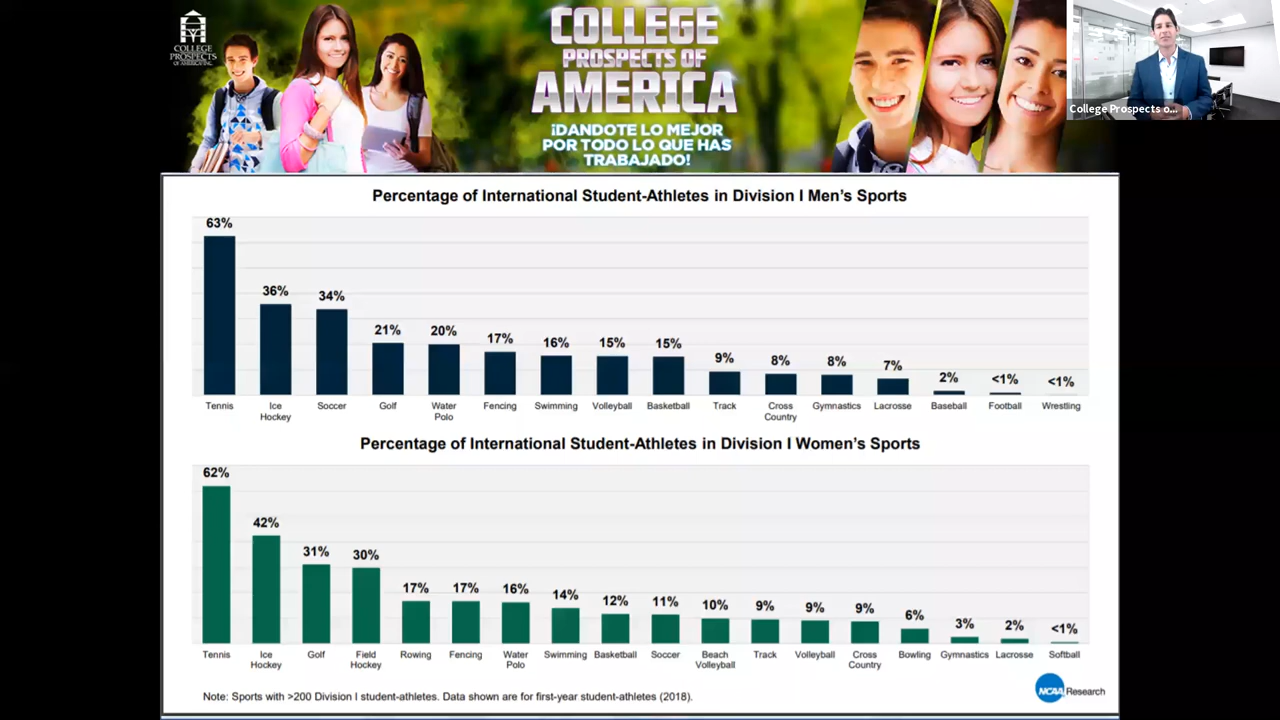 COLLEGE
PROSPECTS
OF AMERICA INC.
COLLEGE
PROSPECTS OF
AMERICA
¡DANDOTE LO MEJOR
POR TODO LO QUE HAS
TRABAJADO!
College Prospects o...
Percentage of International Student-Athletes in Division I Men's Sports
63%
36%
34%
21%
20%
17%
16%
15%
15%
9%
8%
8%
7%
2%
<1%
<1%
Tennis
Ice
Hockey
Soccer
Golf
Water
Polo
Fencing
Swimming
Volleyball
Basketball
Track
Cross
Country
Gymnastics
Lacrosse
Baseball
Football
Wrestling
Percentage of International Student-Athletes in Division I Women's Sports
62%
42%
31%
30%
17%
17%
16%
14%
12%
11%
10%
9%
9%
9%
6%
3%
2%
<1%
Tennis
Ice
Hockey
Golf
Field
Hockey
Rowing
Fencing
Water
Polo
Swimming
Basketball
Soccer
Beach
Volleyball
Track
Volleyball
Cross
Country
Bowling
Gymnastics
Lacrosse
Softball
Note: Sports with >200 Division I student-athletes. Data shown are for first-year student-athletes (2018).
NCAA Research